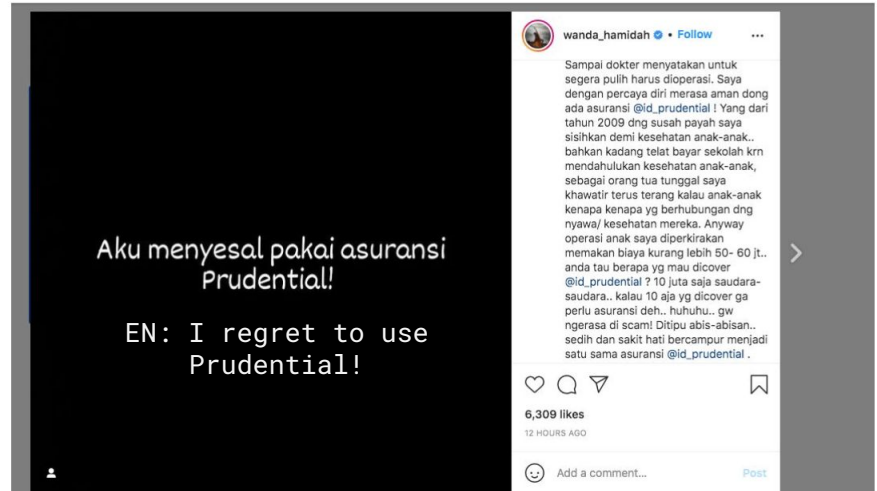 Aku menyesal pakai asuransi
Prudential!
EN: I regret to use
Prudential!
wanda_hamidah • Follow
Sampai dokter menyatakan untuk
segera pulih harus dioperasi. Saya
dengan percaya diri merasa aman dong
ada asuransi @id_prudential ! Yang dari
tahun 2009 dng susah payah saya
sisihkan demi kesehatan anak-anak..
bahkan kadang telat bayar sekolah krn
mendahulukan kesehatan anak-anak,
sebagai orang tua tunggal saya
khawatir terus terang kalau anak-anak
kenapa kenapa yg berhubungan dng
nyawa/ kesehatan mereka. Anyway
operasi anak saya diperkirakan
memakan biaya kurang lebih 50- 60 jt..
anda tau berapa yg mau dicover
@id_prudential ? 10 juta saja saudara-
saudara.. kalau 10 aja yg dicover ga
perlu asuransi deh.. huhuhu.. gw
ngerasa di scam! Ditipu abis-abisan..
sedih dan sakit hati bercampur menjadi
satu sama asuransi @id_prudential .
6,309 likes
12 HOURS AGO
Add a comment...
Post